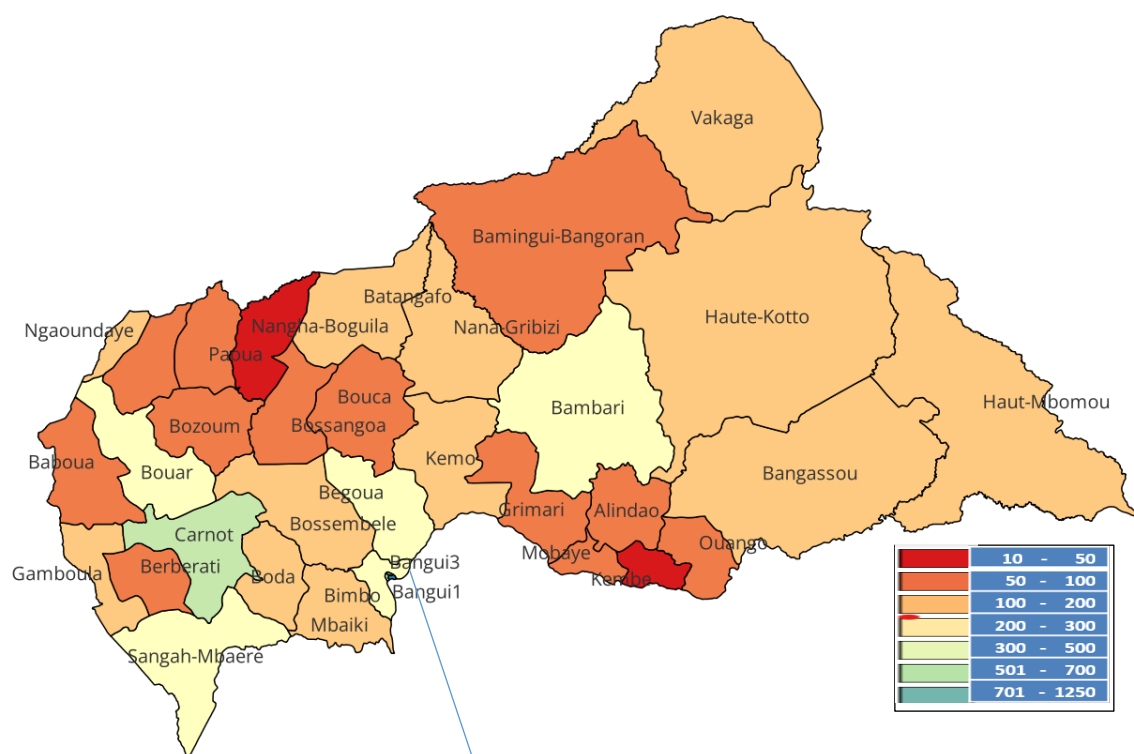 Vakaga
Bamingui-Bangoran
Batangafo
Haute-Kotto
Ngaoundaye
Nangha-Boguila
Nana-Gribizi
Paoua
Bouca
Haut-Mbomou
Bambari
Bozoum
Bossangoa
Baboua
Bouar
Kemo
Bangassou
Begoua
Grimari
Alindao
Bossembele
Carnot
Ouango
Mobaye
Bangui3
Gamboula
Berberati
Boda
Kembe
Bimbo
Bangui1
Mbaiki
Sangah-Mbaere
10 - 50
50 - 100
100 - 200
200 - 300
300 - 500
501 - 700
701 - 1250